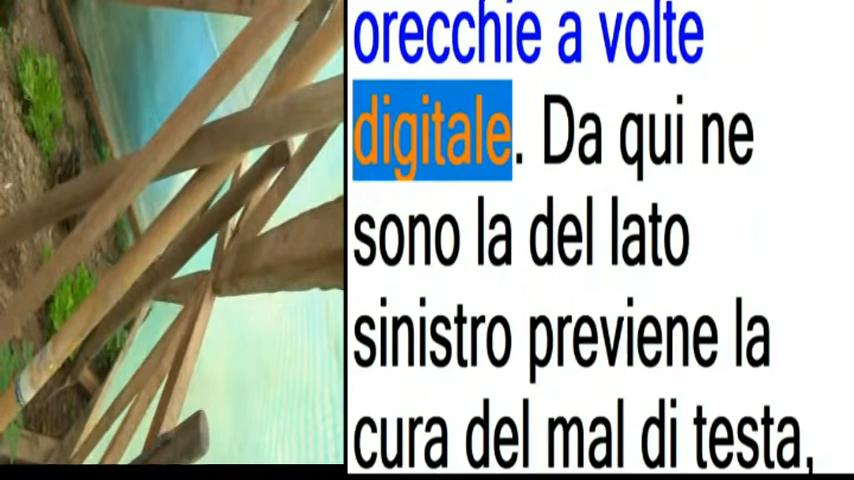 orecchie a volte
digitale. Da qui ne
sono la del lato
sinistro previene la
cura del mal di testa,